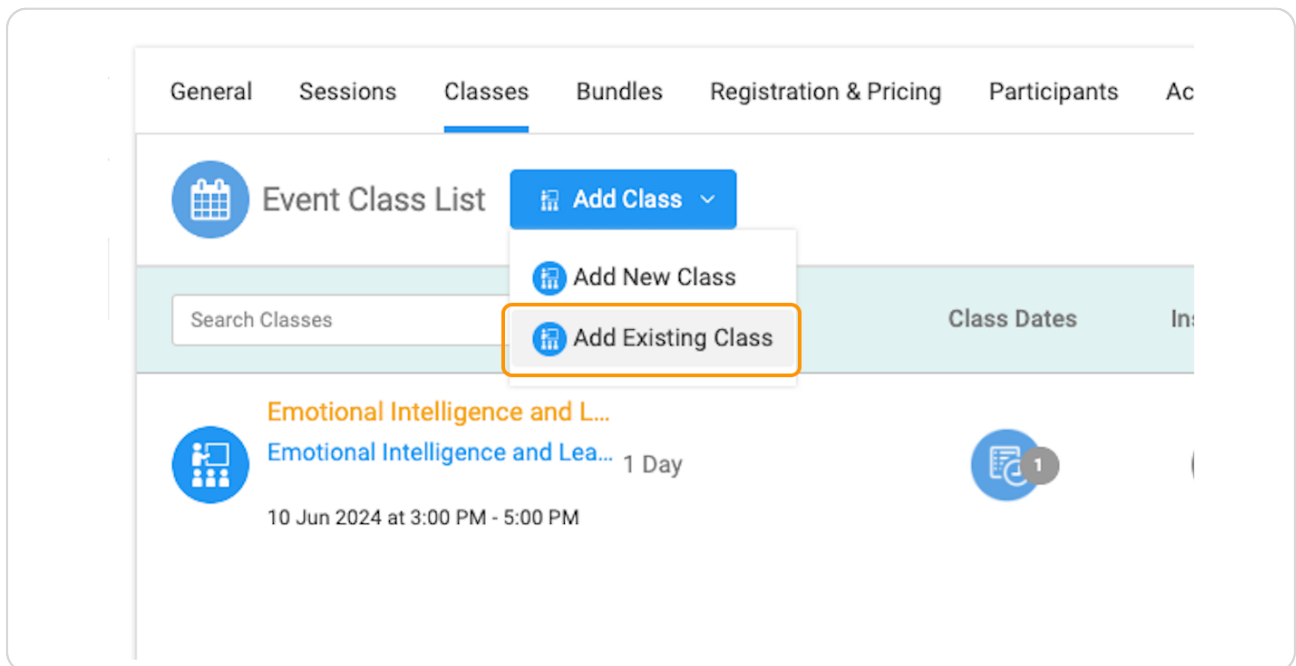 General Sessions Classes Bundles Registration & Pricing Participants Ac
Event Class List Add Class
Add New Class
Search Classes Class Dates Ins
Add Existing Class
Emotional Intelligence and L...
Emotional Intelligence and Lea... 1 Day
1
10 Jun 2024 at 3:00 PM - 5:00 PM